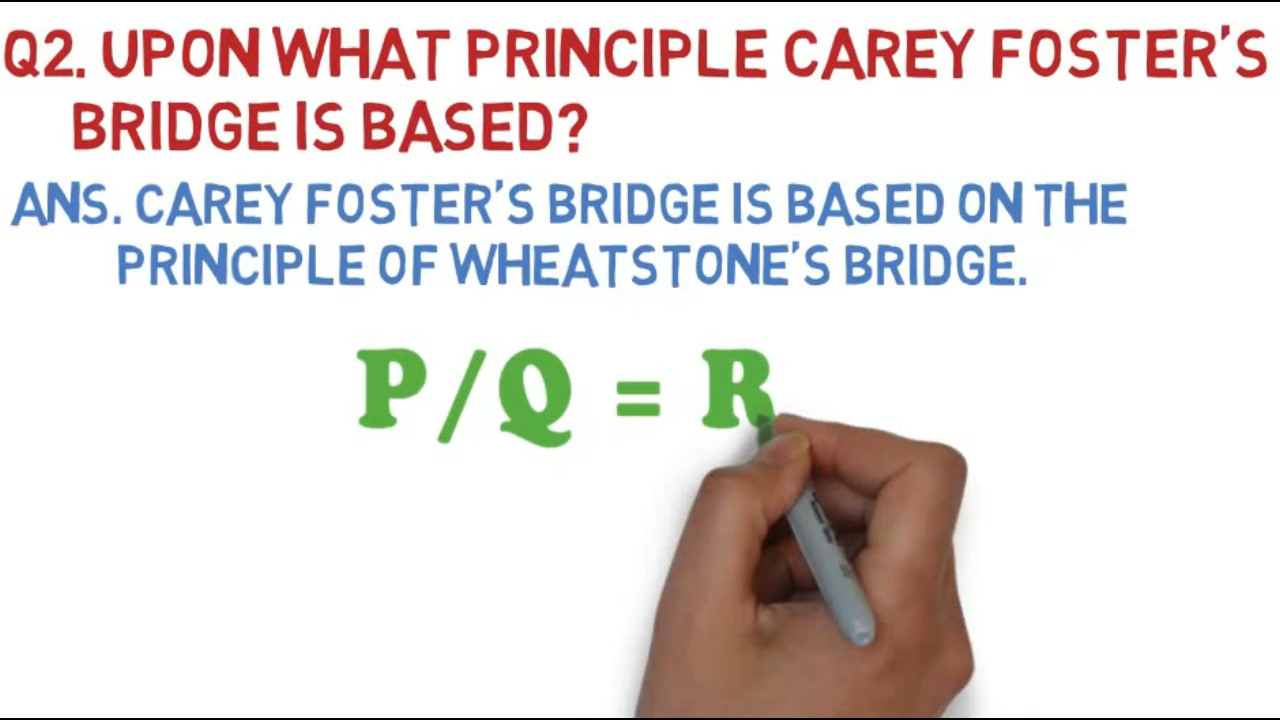 Q2. UPON WHAT PRINCIPLE CAREY FOSTER'S
BRIDGE IS BASED?
ANS. CAREY FOSTER'S BRIDGE IS BASED ON THE
PRINCIPLE OF WHEATSTONE'S BRIDGE.
P/Q = R